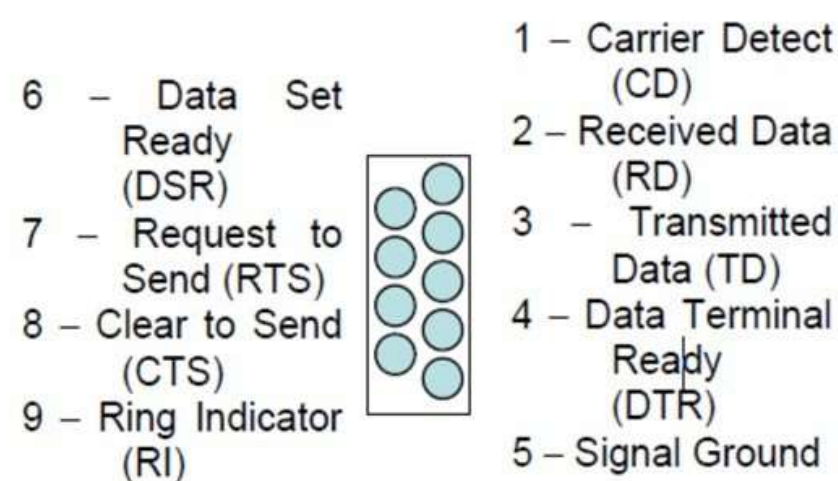 6 – Data Set
Ready
(DSR)
7 – Request to
Send (RTS)
8 – Clear to Send
(CTS)
9 – Ring Indicator
(RI)
1 – Carrier Detect
(CD)
2 – Received Data
(RD)
3 – Transmitted
Data (TD)
4 – Data Terminal
Ready
(DTR)
5 – Signal Ground